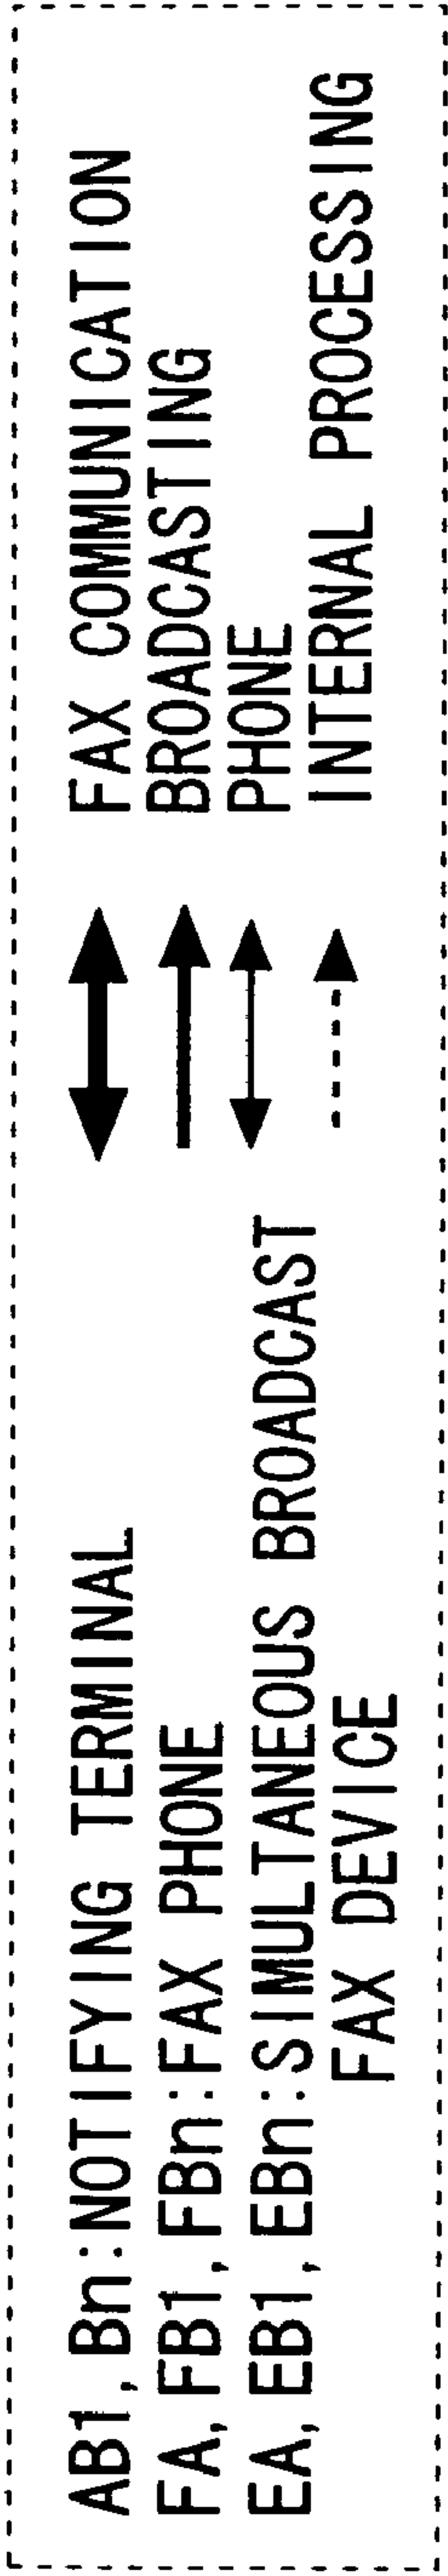 AB1,Bn:NOTIFYING TERMINAL
FA,FB1,FBn:FAX PHONE
EA,EB1,EBn:SIMULTANEOUS BROADCAST
FAX DEVICE
FAX COMMUNICATION
BROADCASTING
PHONE
INTERNAL PROCESSING